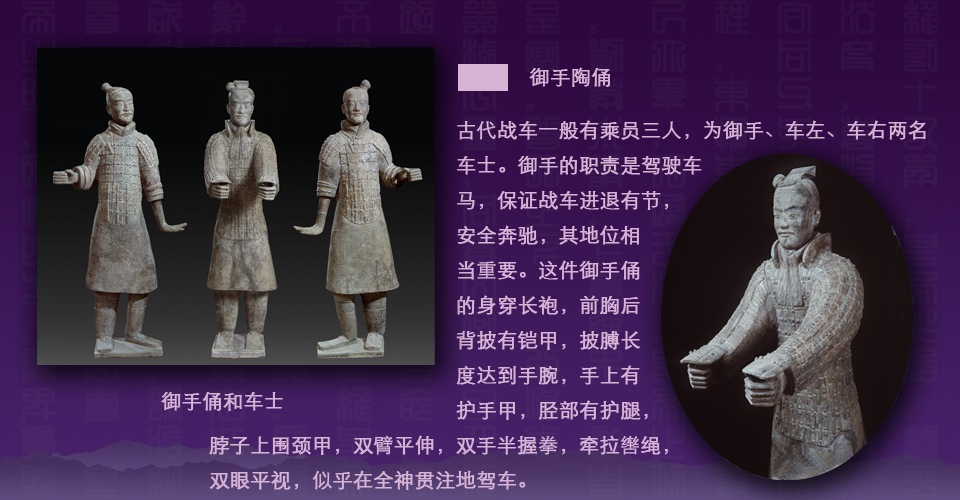 御手陶俑
古代战车一般有乘员三人，为御手、车左、车右两名
车士。御手的职责是驾驶车
马，保证战车进退有节，
安全奔驰，其地位相
当重要。这件御手俑
的身穿长袍，前胸后
背披有铠甲，披膊长
度达到手腕，手上有
护手甲，胫部有护腿，
脖子上围颈甲，双臂平伸，双手半握拳，牵拉辔绳，
双眼平视，似乎在全神贯注地驾车。
御手俑和车士